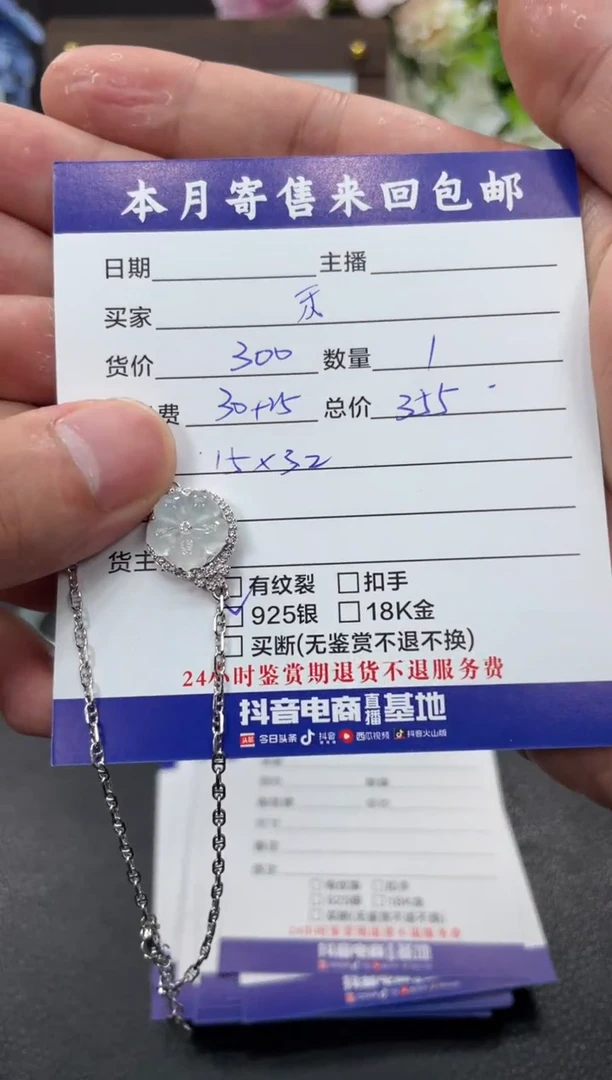 本月寄售来回包邮
日期 主播
买家
货价 300 数量 1
费 30+25 总价 355
15×32
货主
有纹裂 扣手
925银 18K金
买断(无鉴赏不退不换)
24小时鉴赏期退货不退服务费
抖音电商直播基地
头条 今日头条 抖音 西瓜视频 抖音火山版